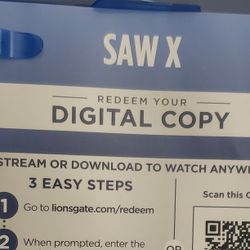 SAW X
REDEEM YOUR
DIGITAL COPY
STREAM OR DOWNLOAD TO WATCH
3 EASY STEPS
Scan this
1 Go to lionsgate.com/redeem
OR
2 When prompted, enter the